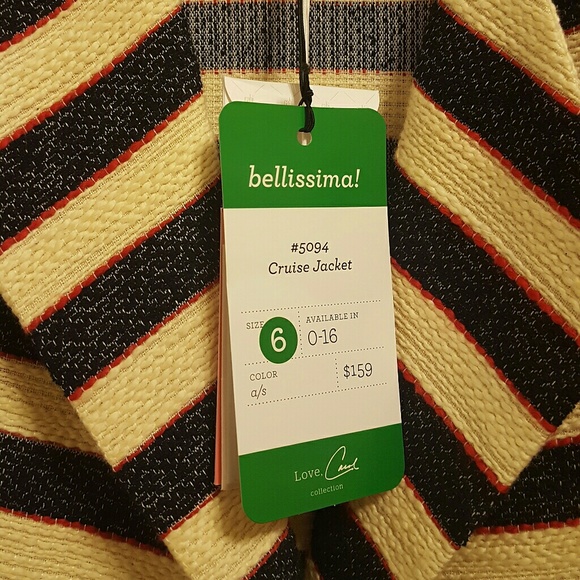 bellissima!
#5094
Cruise Jacket
SIZE 6
AVAILABLE IN
0-16
COLOR
a/s
$159
Love, Carol
collection